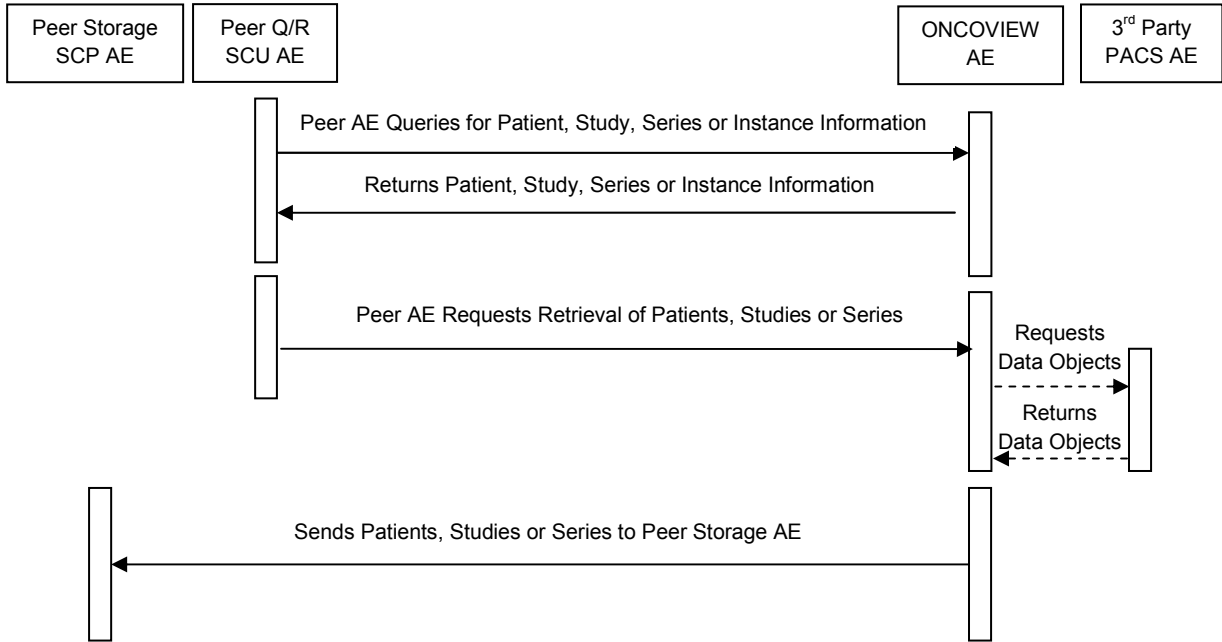 Peer Storage
SCP AE
Peer Q/R
SCU AE
ONCOVIEW
AE
3rd Party
PACS AE
Peer AE Queries for Patient, Study, Series or Instance Information
Returns Patient, Study, Series or Instance Information
Peer AE Requests Retrieval of Patients, Studies or Series
Requests
Data Objects
Returns
Data Objects
Sends Patients, Studies or Series to Peer Storage AE